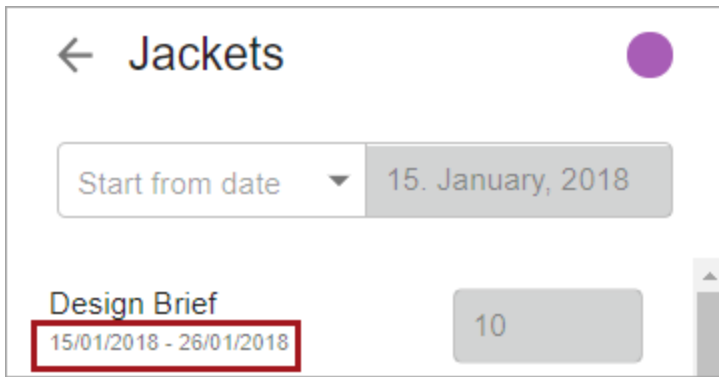 Jackets
Start from date
15. January, 2018
Design Brief
10
15/01/2018 - 26/01/2018